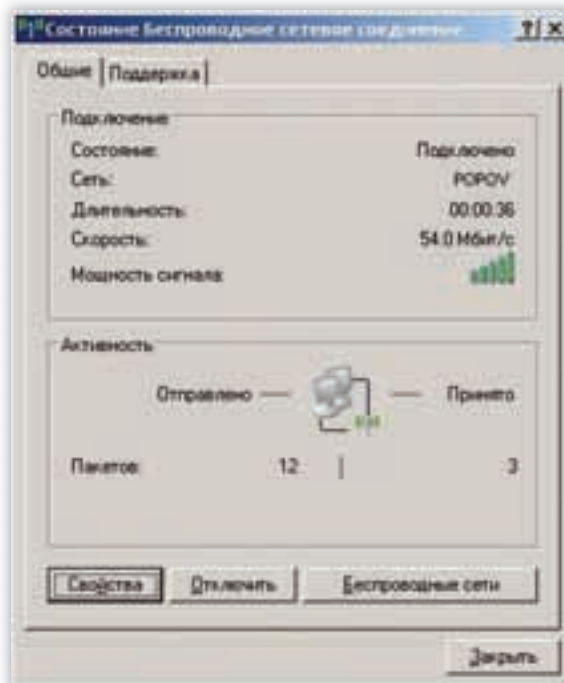 Состояние Беспроводное сетевое соединение
Общие Поддержка
Подключение
Состояние: Подключено
Сеть: POPOV
Длительность: 00:00:36
Скорость: 54.0 Мбит/с
Мощность сигнала:
Активность
Отправлено — — Принято
Пакетов: 12 | 3
Свойства Отключить Беспроводные сети
Закрыть